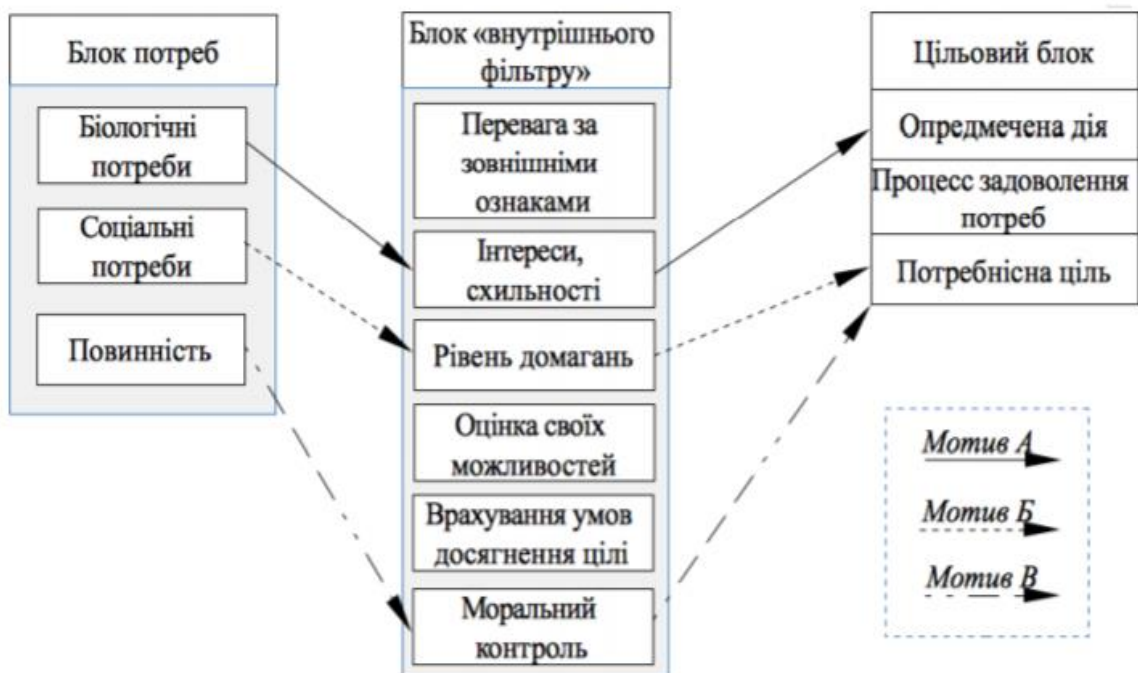 Блок потреб
Біологічні
потреби
Соціальні
потреби
Повинність
Блок «внутрішнього
фільтру»
Перевага за
зовнішніми
ознаками
Інтереси,
схильності
Рівень домагань
Оцінка своїх
можливостей
Врахування умов
досягнення цілі
Моральний
контроль
Цільовий блок
Опредмечена дія
Процесс задоволення
потреб
Потребнісна ціль
Мотив А
Мотив Б
Мотив В